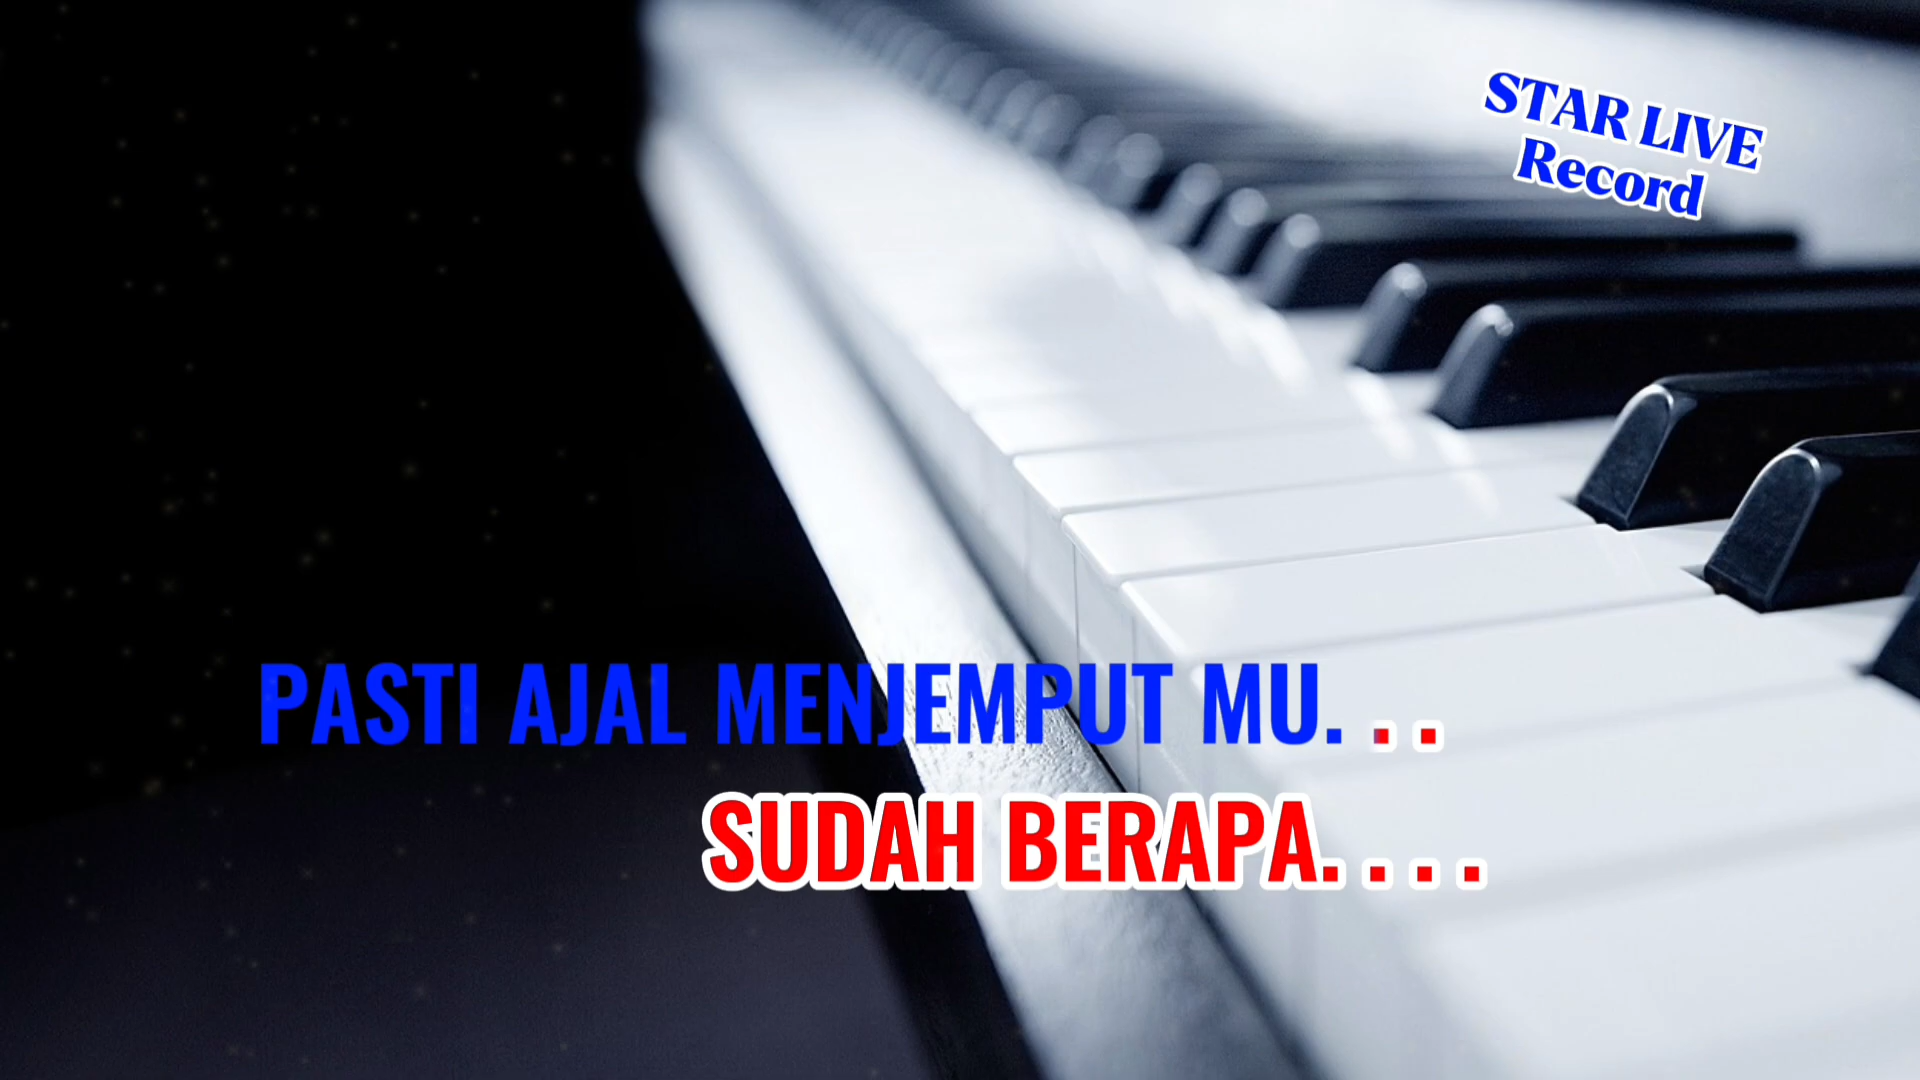 STAR LIVE
Record
PASTI AJAL MENJEMPUT MU. . .
SUDAH BERAPA. . . .